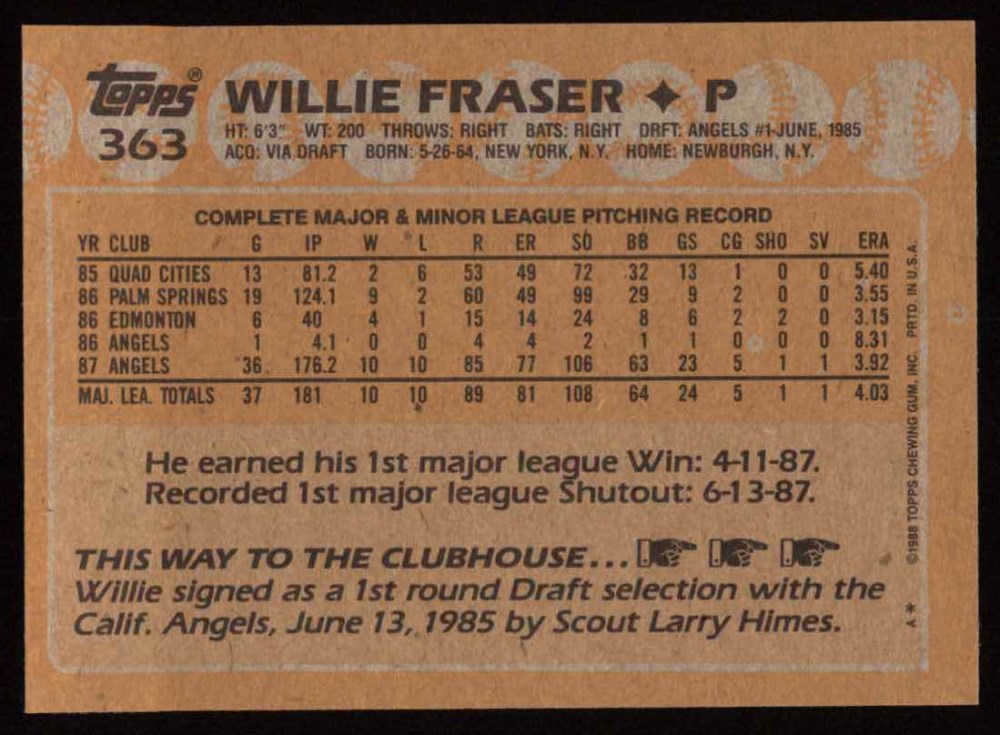 topps® WILLIE FRASER ✦ P
363
HT: 6'3" WT: 200 THROWS: RIGHT BATS: RIGHT DRFT: ANGELS #1-JUNE, 1985
ACQ: VIA DRAFT BORN: 5-26-64, NEW YORK, N.Y. HOME: NEWBURGH, N.Y.
COMPLETE MAJOR & MINOR LEAGUE PITCHING RECORD
YR CLUB G IP W L R ER SO BB GS CG SHO SV ERA
85 QUAD CITIES 13 81.2 2 6 53 49 72 32 13 1 0 0 5.40
86 PALM SPRINGS 19 124.1 9 2 60 49 99 29 9 2 0 0 3.55
86 EDMONTON 6 40 4 1 15 14 24 8 6 2 2 0 3.15
86 ANGELS 1 4.1 0 0 4 4 2 1 1 0 0 0 8.31
87 ANGELS 36 176.2 10 10 85 77 106 63 23 5 1 1 3.92
MAJ. LEA. TOTALS 37 181 10 10 89 81 108 64 24 5 1 1 4.03
He earned his 1st major league Win: 4-11-87.
Recorded 1st major league Shutout: 6-13-87.
THIS WAY TO THE CLUBHOUSE...
Willie signed as a 1st round Draft selection with the
Calif. Angels, June 13, 1985 by Scout Larry Himes.
A* ©1988 TOPPS CHEWING GUM, INC. PRTD. IN U.S.A.